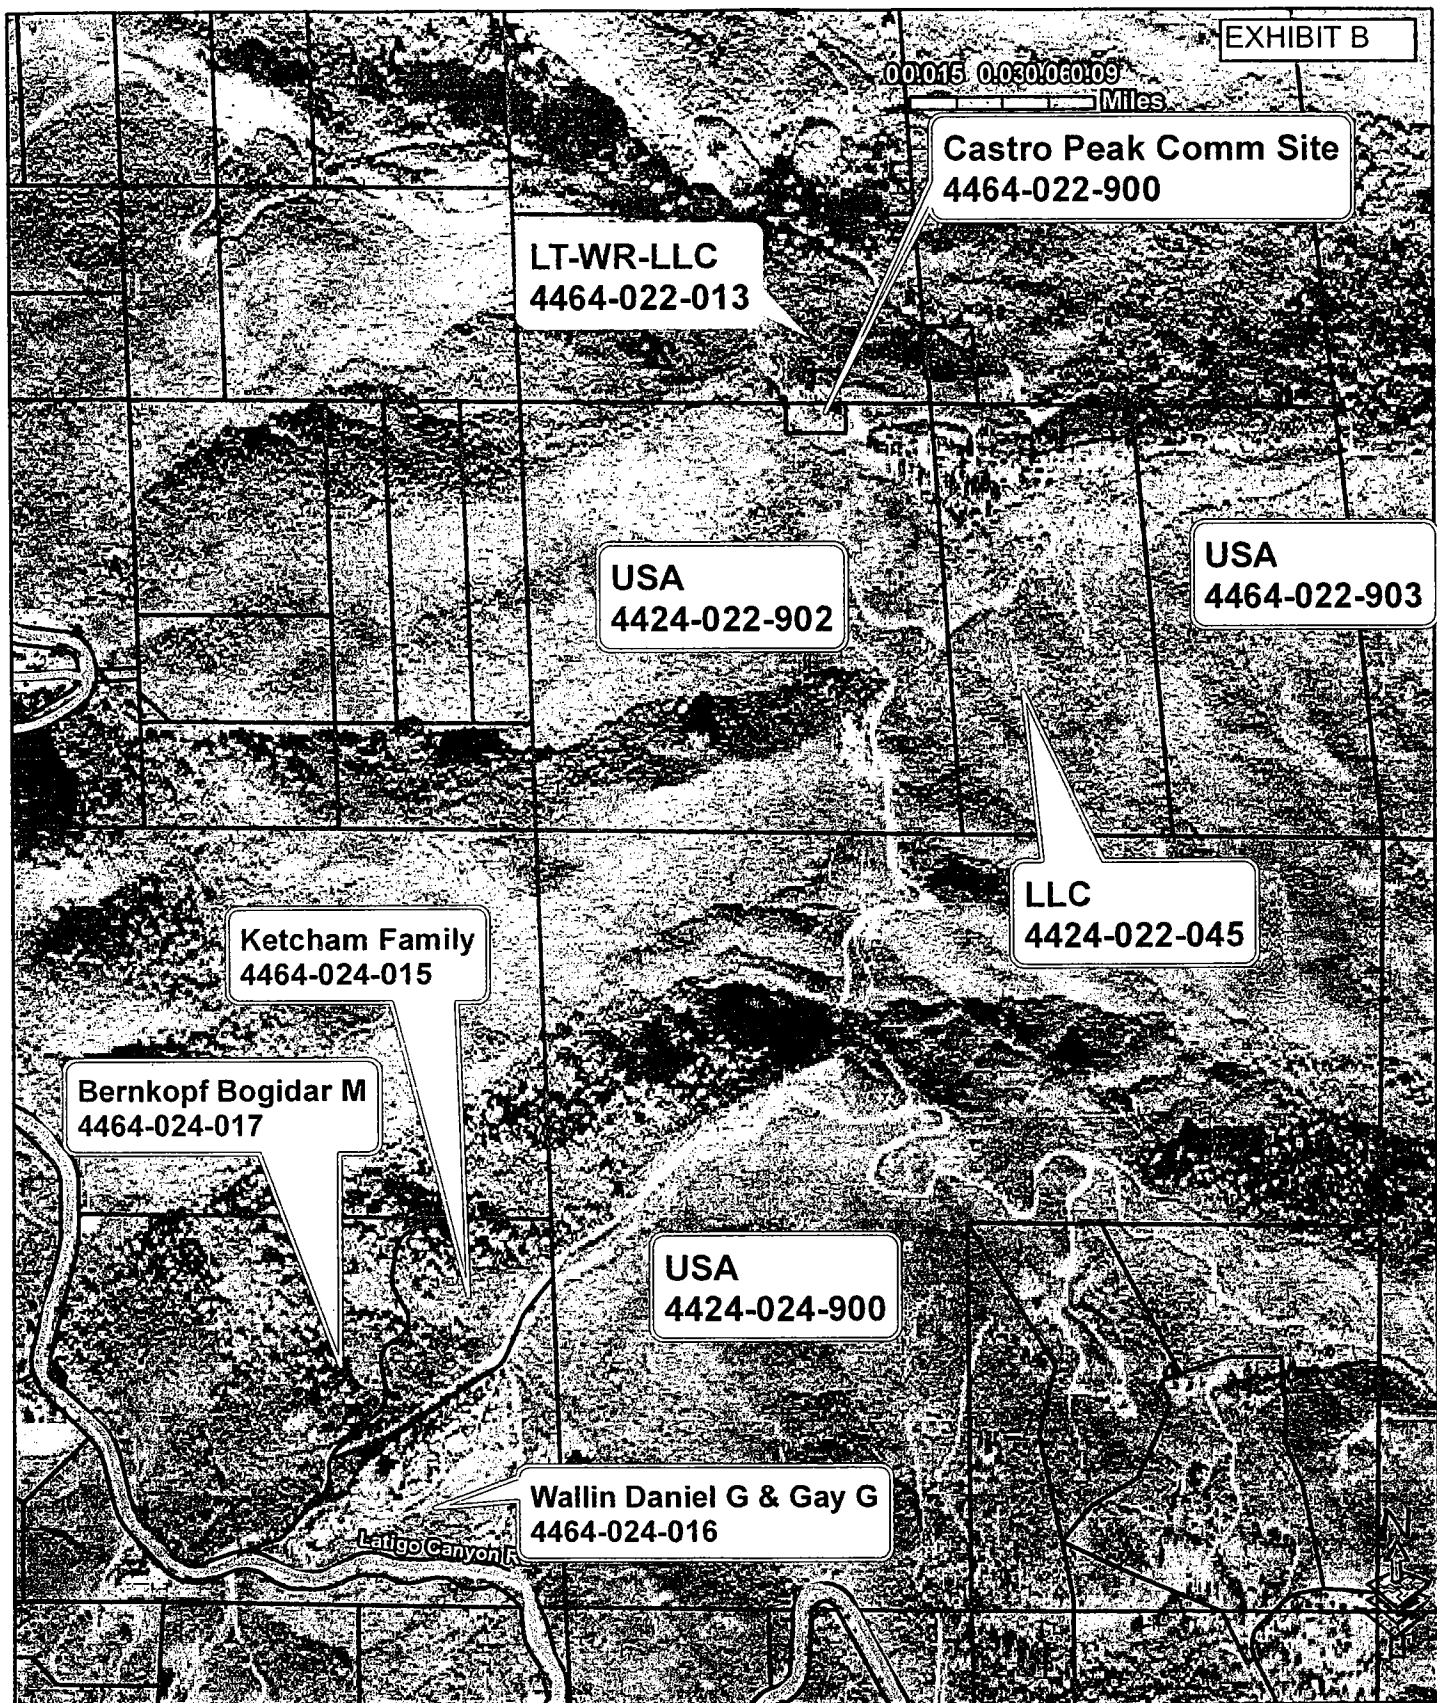 EXHIBIT B
0 0.015 0.03 0.06 0.09
Miles
Castro Peak Comm Site
4464-022-900
LT-WR-LLC
4464-022-013
USA
4424-022-902
USA
4464-022-903
LLC
4424-022-045
Ketcham Family
4464-024-015
Bernkopf Bogidar M
4464-024-017
USA
4424-024-900
Wallin Daniel G & Gay G
4464-024-016
Latigo Canyon R
N